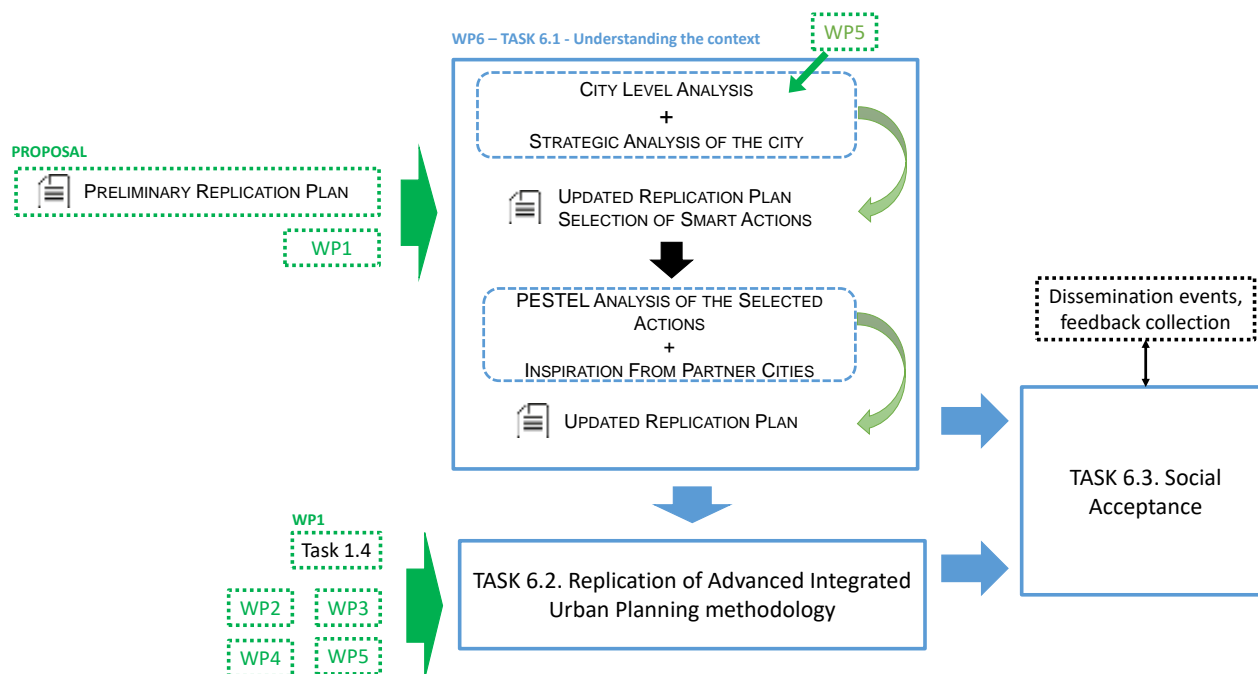 WP6 – TASK 6.1 - Understanding the context
WP5
CITY LEVEL ANALYSIS
+
STRATEGIC ANALYSIS OF THE CITY
PROPOSAL
PRELIMINARY REPLICATION PLAN
WP1
UPDATED REPLICATION PLAN
SELECTION OF SMART ACTIONS
PESTEL ANALYSIS OF THE SELECTED
ACTIONS
+
INSPIRATION FROM PARTNER CITIES
UPDATED REPLICATION PLAN
Dissemination events,
feedback collection
TASK 6.3. Social
Acceptance
WP1
Task 1.4
WP2
WP3
WP4
WP5
TASK 6.2. Replication of Advanced Integrated
Urban Planning methodology